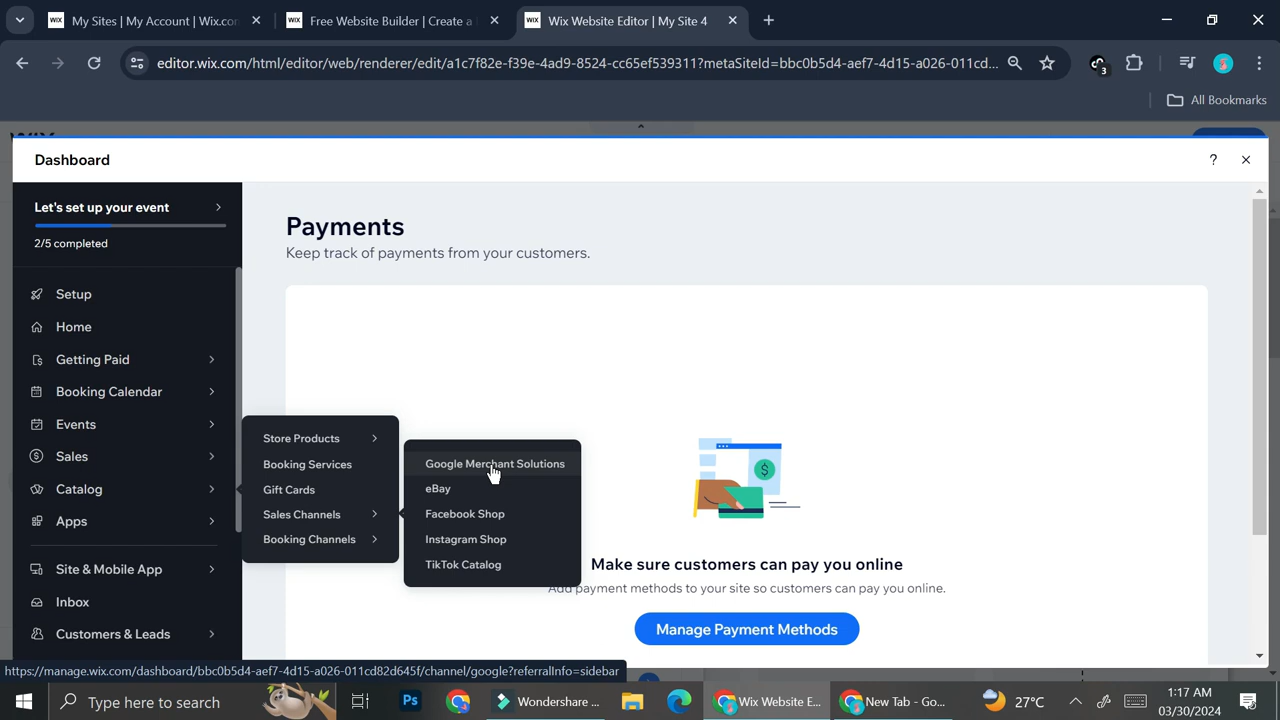 My Sites | My Account | Wix.con
Free Website Builder | Create a
Wix Website Editor | My Site 4
editor.wix.com/html/editor/web/renderer/edit/a1c7f82e-f39e-4ad9-8524-cc65ef539311?metaSiteId=bbc0b5d4-aef7-4d15-a026-011cd...
3
All Bookmarks
Dashboard
?
Let's set up your event
2/5 completed
Payments
Keep track of payments from your customers.
Setup
Home
Getting Paid
Booking Calendar
Events
Sales
Catalog
Apps
Site & Mobile App
Inbox
Customers & Leads
Store Products
Booking Services
Gift Cards
Sales Channels
Booking Channels
Google Merchant Solutions
eBay
Facebook Shop
Instagram Shop
TikTok Catalog
Make sure customers can pay you online
Add payment methods to your site so customers can pay you online.
Manage Payment Methods
https://manage.wix.com/dashboard/bbc0b5d4-aef7-4d15-a026-011cd82d645f/channel/google?referralInfo=sidebar
Type here to search
Ps
Wondershare ...
Wix Website E...
New Tab - Go...
27°C
1:17 AM
03/30/2024